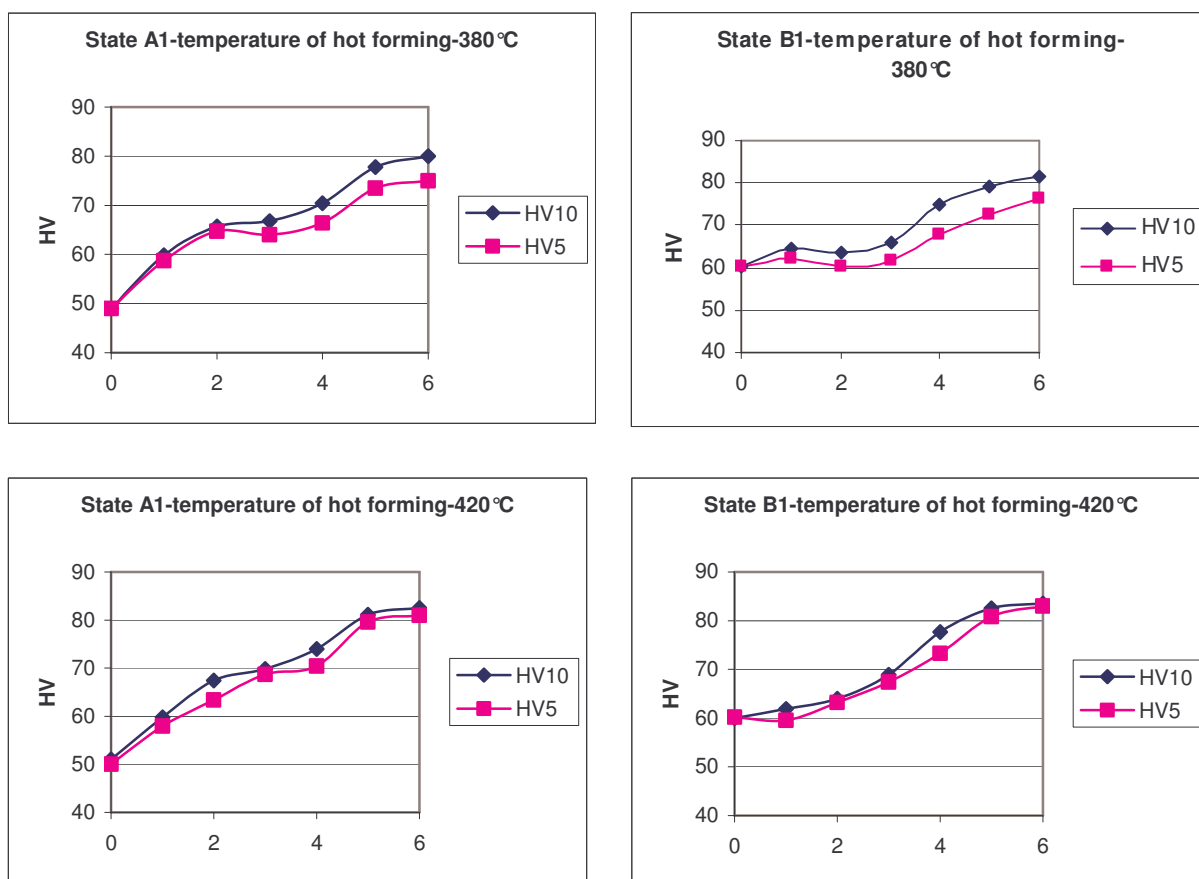 State A1-temperature of hot forming-380°C
90
80
70
60
50
40
HV
0 2 4 6
HV10
HV5
State B1-temperature of hot forming-
380°C
90
80
70
60
50
40
HV
0 2 4 6
HV10
HV5
State A1-temperature of hot forming-420°C
90
80
70
60
50
40
HV
0 2 4 6
HV10
HV5
State B1-temperature of hot forming-420°C
90
80
70
60
50
40
HV
0 2 4 6
HV10
HV5